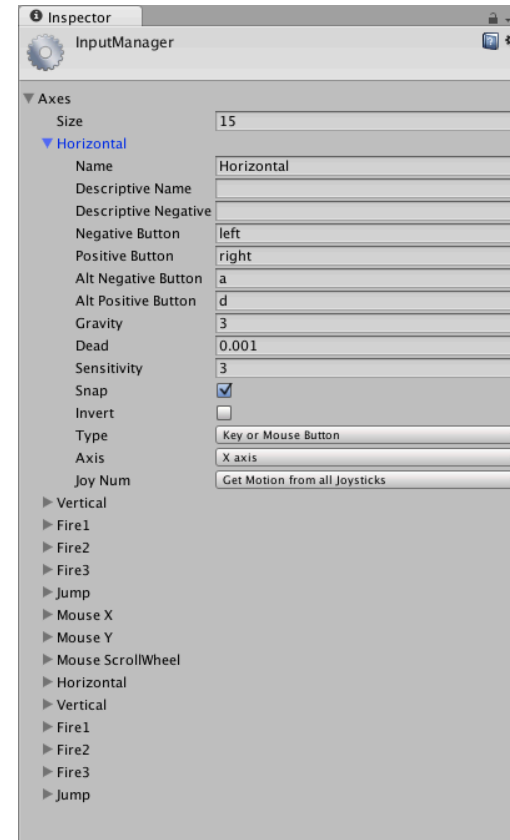 Inspector
InputManager
Axes
Size 15
Horizontal
Name Horizontal
Descriptive Name
Descriptive Negative
Negative Button left
Positive Button right
Alt Negative Button a
Alt Positive Button d
Gravity 3
Dead 0.001
Sensitivity 3
Snap
Invert
Type Key or Mouse Button
Axis X axis
Joy Num Get Motion from all Joysticks
Vertical
Fire1
Fire2
Fire3
Jump
Mouse X
Mouse Y
Mouse ScrollWheel
Horizontal
Vertical
Fire1
Fire2
Fire3
Jump